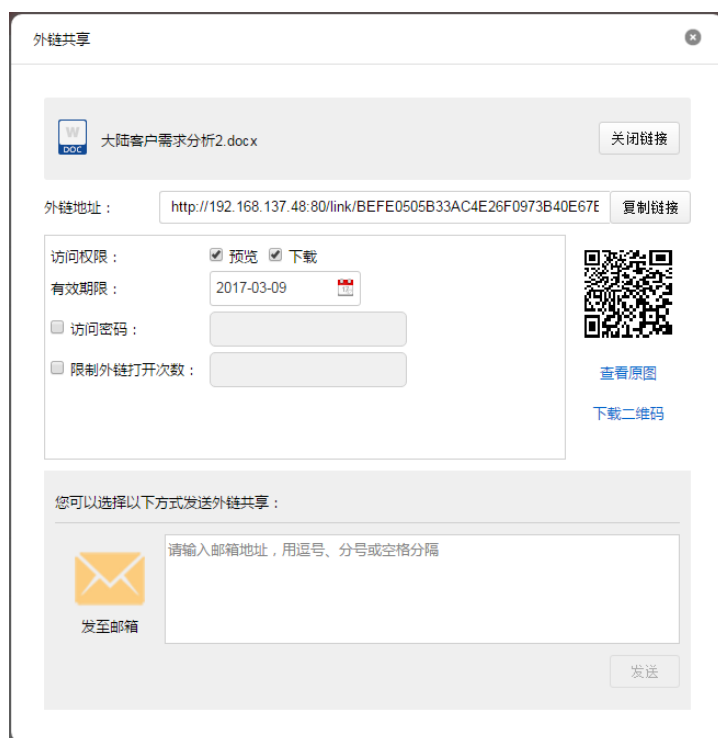 外链共享
W
DOC
大陆客户需求分析2.docx
关闭链接
外链地址：
http://192.168.137.48:80/link/BEFE0505B33AC4E26F0973B40E67E
复制链接
访问权限：
预览
下载
有效期限：
2017-03-09
访问密码：
限制外链打开次数：
查看原图
下载二维码
您可以选择以下方式发送外链共享：
请输入邮箱地址，用逗号、分号或空格分隔
发至邮箱
发送